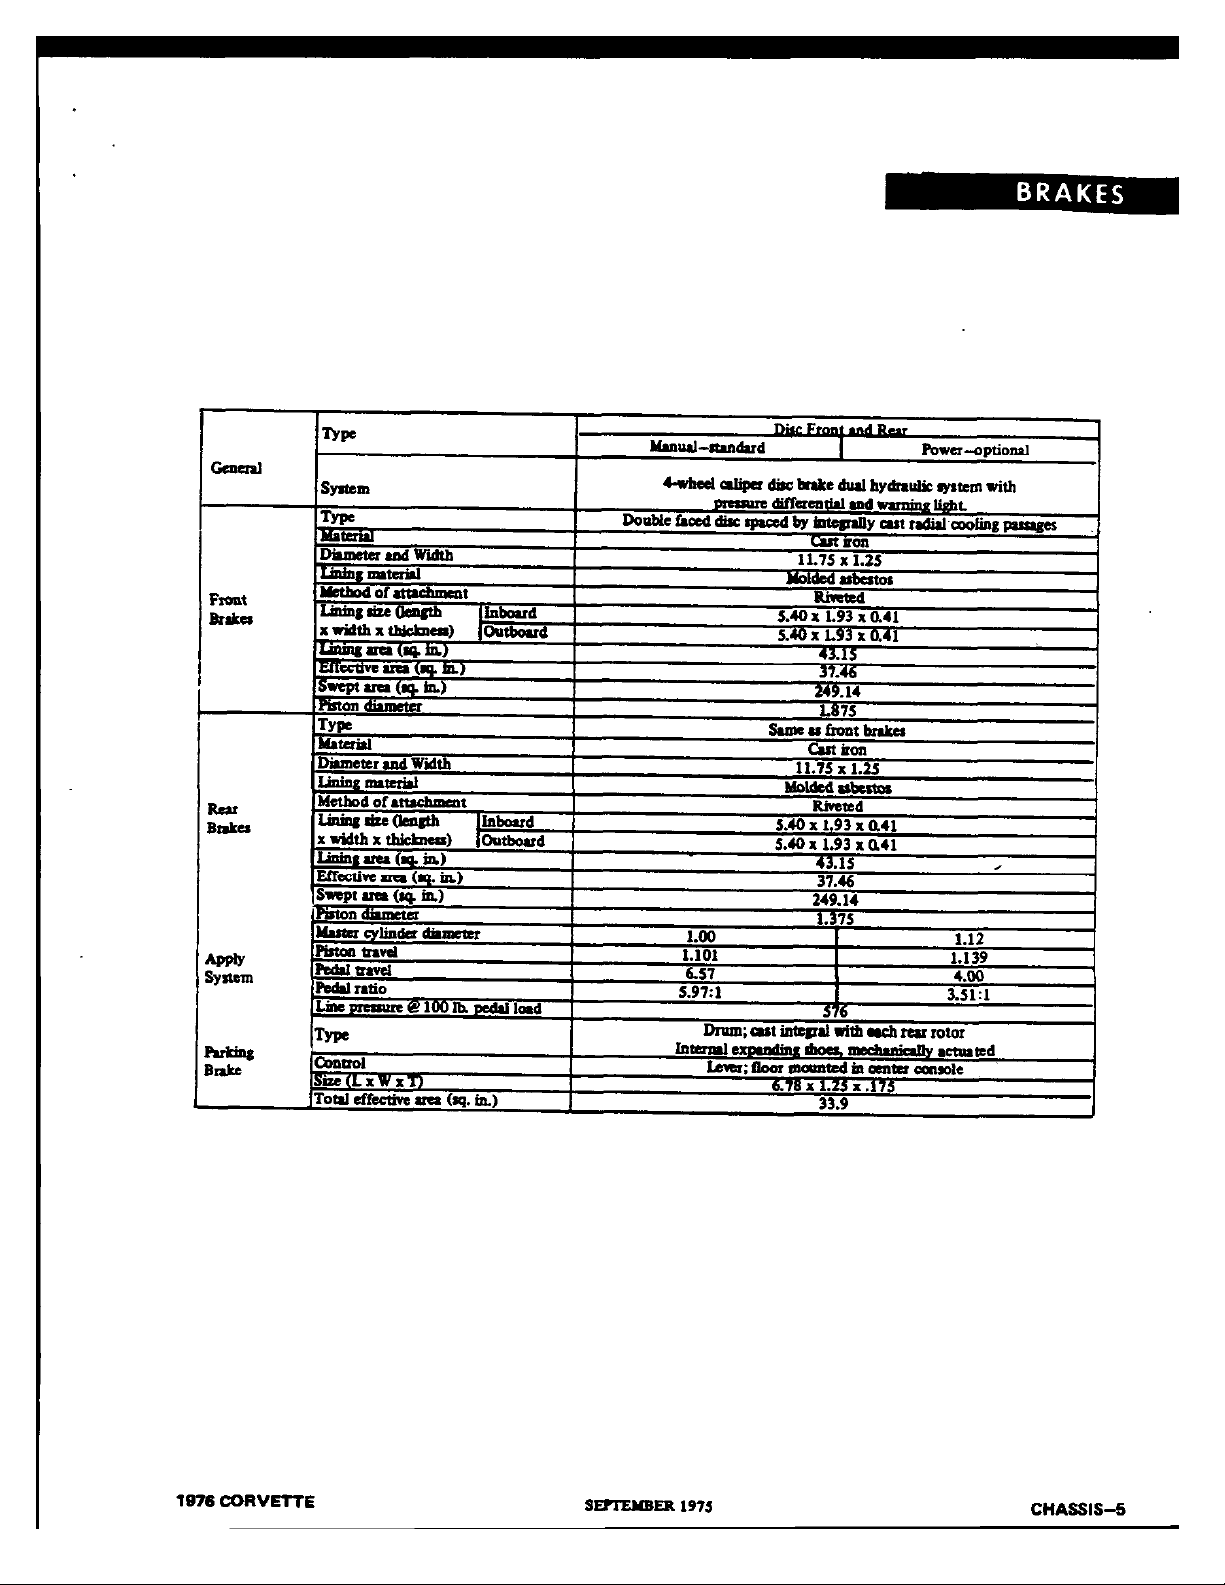 BRAKES
General
Type
Disc Front and Rear
Manual—standard
Power—optional
System
4-wheel caliper disc brake dual hydraulic system with
pressure differential and warning light.
Front
Brakes
Type
Double faced disc spaced by integrally cast radial cooling passages
Material
Cast iron
Diameter and Width
11.75 x 1.25
Lining material
Molded asbestos
Method of attachment
Riveted
Lining size (length
x width x thickness)
Inboard
5.40 x 1.93 x 0.41
Outboard
5.40 x 1.93 x 0.41
Lining area (sq. in.)
43.15
Effective area (sq. in.)
37.46
Swept area (sq. in.)
249.14
Piston diameter
1.875
Rear
Brakes
Type
Same as front brakes
Material
Cast iron
Diameter and Width
11.75 x 1.25
Lining material
Molded asbestos
Method of attachment
Riveted
Lining size (length
x width x thickness)
Inboard
5.40 x 1.93 x 0.41
Outboard
5.40 x 1.93 x 0.41
Lining area (sq. in.)
43.15
Effective area (sq. in.)
37.46
Swept area (sq. in.)
249.14
Piston diameter
1.375
Apply
System
Master cylinder diameter
1.00
1.12
Piston travel
1.101
1.139
Pedal travel
6.57
4.00
Pedal ratio
5.97:1
3.51:1
Line pressure @ 100 lb. pedal load
576
Parking
Brake
Type
Drum; cast integral with each rear rotor
Internal expanding shoes, mechanically actuated
Control
Lever; floor mounted in center console
Size (L x W x T)
6.78 x 1.25 x .175
Total effective area (sq. in.)
33.9
1976 CORVETTE
SEPTEMBER 1975
CHASSIS—5